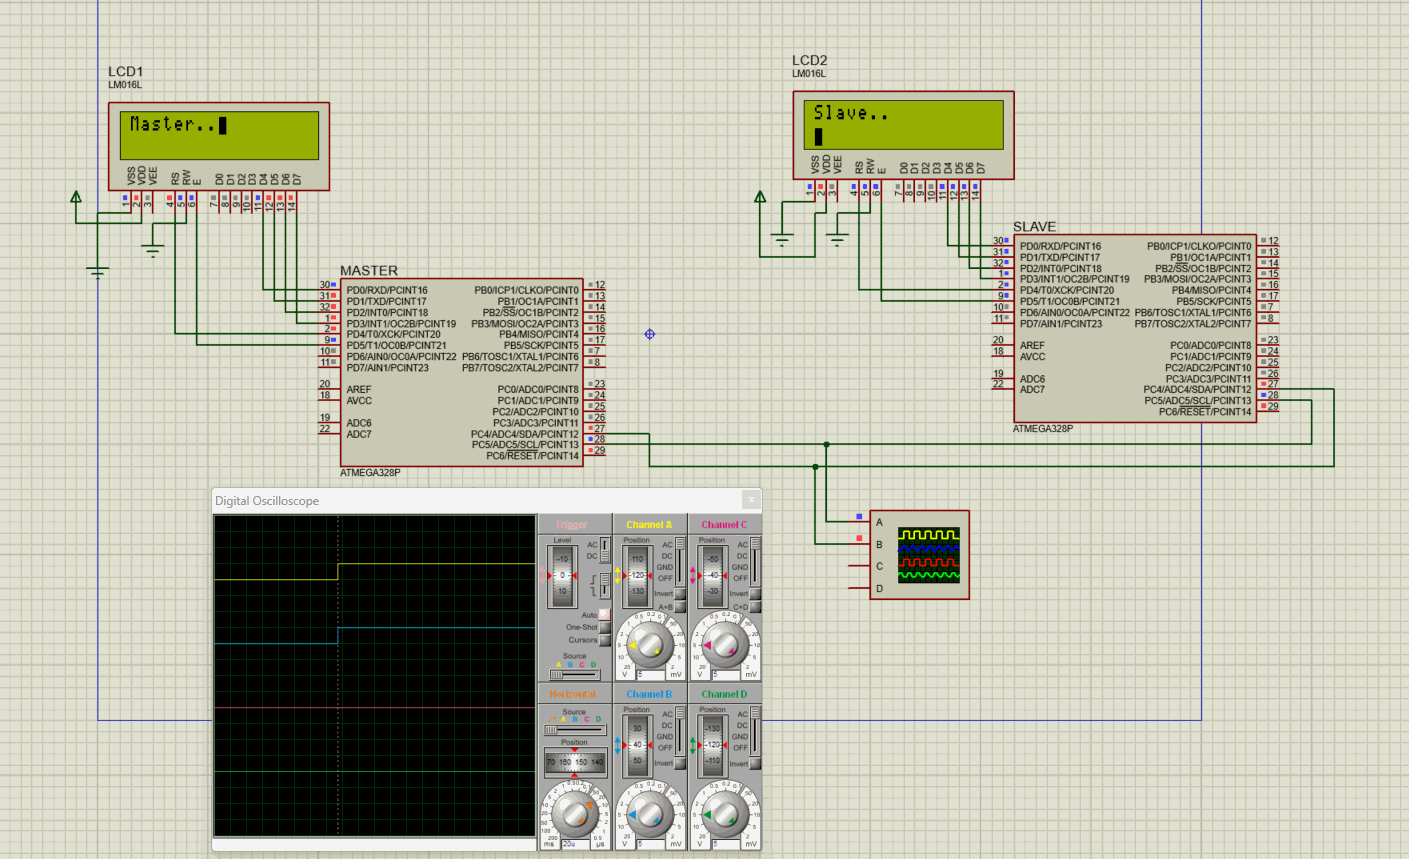 LCD1
LM016L
Master..
VSS VDD VEE RS RW E D0 D1 D2 D3 D4 D5 D6 D7
1 2 3 4 5 6 7 8 9 10 11 12 13 14
LCD2
LM016L
Slave..
VSS VDD VEE RS RW E D0 D1 D2 D3 D4 D5 D6 D7
1 2 3 4 5 6 7 8 9 10 11 12 13 14
MASTER
30 PD0/RXD/PCINT16 PB0/ICP1/CLKO/PCINT0 12
31 PD1/TXD/PCINT17 PB1/OC1A/PCINT1 13
32 PD2/INT0/PCINT18 PB2/SS/OC1B/PCINT2 14
1 PD3/INT1/OC2B/PCINT19 PB3/MOSI/OC2A/PCINT3 15
2 PD4/T0/XCK/PCINT20 PB4/MISO/PCINT4 16
9 PD5/T1/OC0B/PCINT21 PB5/SCK/PCINT5 17
10 PD6/AIN0/OC0A/PCINT22 PB6/TOSC1/XTAL1/PCINT6 7
11 PD7/AIN1/PCINT23 PB7/TOSC2/XTAL2/PCINT7 8
20 AREF PC0/ADC0/PCINT8 23
18 AVCC PC1/ADC1/PCINT9 24
PC2/ADC2/PCINT10 25
19 ADC6 PC3/ADC3/PCINT11 26
22 ADC7 PC4/ADC4/SDA/PCINT12 27
PC5/ADC5/SCL/PCINT13 28
PC6/RESET/PCINT14 29
ATMEGA328P
SLAVE
30 PD0/RXD/PCINT16 PB0/ICP1/CLKO/PCINT0 12
31 PD1/TXD/PCINT17 PB1/OC1A/PCINT1 13
32 PD2/INT0/PCINT18 PB2/SS/OC1B/PCINT2 14
1 PD3/INT1/OC2B/PCINT19 PB3/MOSI/OC2A/PCINT3 15
2 PD4/T0/XCK/PCINT20 PB4/MISO/PCINT4 16
9 PD5/T1/OC0B/PCINT21 PB5/SCK/PCINT5 17
10 PD6/AIN0/OC0A/PCINT22 PB6/TOSC1/XTAL1/PCINT6 7
11 PD7/AIN1/PCINT23 PB7/TOSC2/XTAL2/PCINT7 8
20 AREF PC0/ADC0/PCINT8 23
18 AVCC PC1/ADC1/PCINT9 24
PC2/ADC2/PCINT10 25
19 ADC6 PC3/ADC3/PCINT11 26
22 ADC7 PC4/ADC4/SDA/PCINT12 27
PC5/ADC5/SCL/PCINT13 28
PC6/RESET/PCINT14 29
ATMEGA328P
A
B
C
D
Digital Oscilloscope
Trigger
Level
-10
0
10
AC
DC
Auto
One-Shot
Cursors
Source
A B C D
Channel A
Position
110
-120
130
AC
DC
GND
OFF
Invert
A+B
V 5 mV
Channel C
Position
-50
-40
-30
AC
DC
GND
OFF
Invert
C+D
V 5 mV
Horizontal
Source
A B C D
Position
70 160 150 140
ms 20u µS
Channel B
Position
30
40
50
AC
DC
GND
OFF
Invert
V 5 mV
Channel D
Position
-130
-120
-110
AC
DC
GND
OFF
Invert
V 5 mV